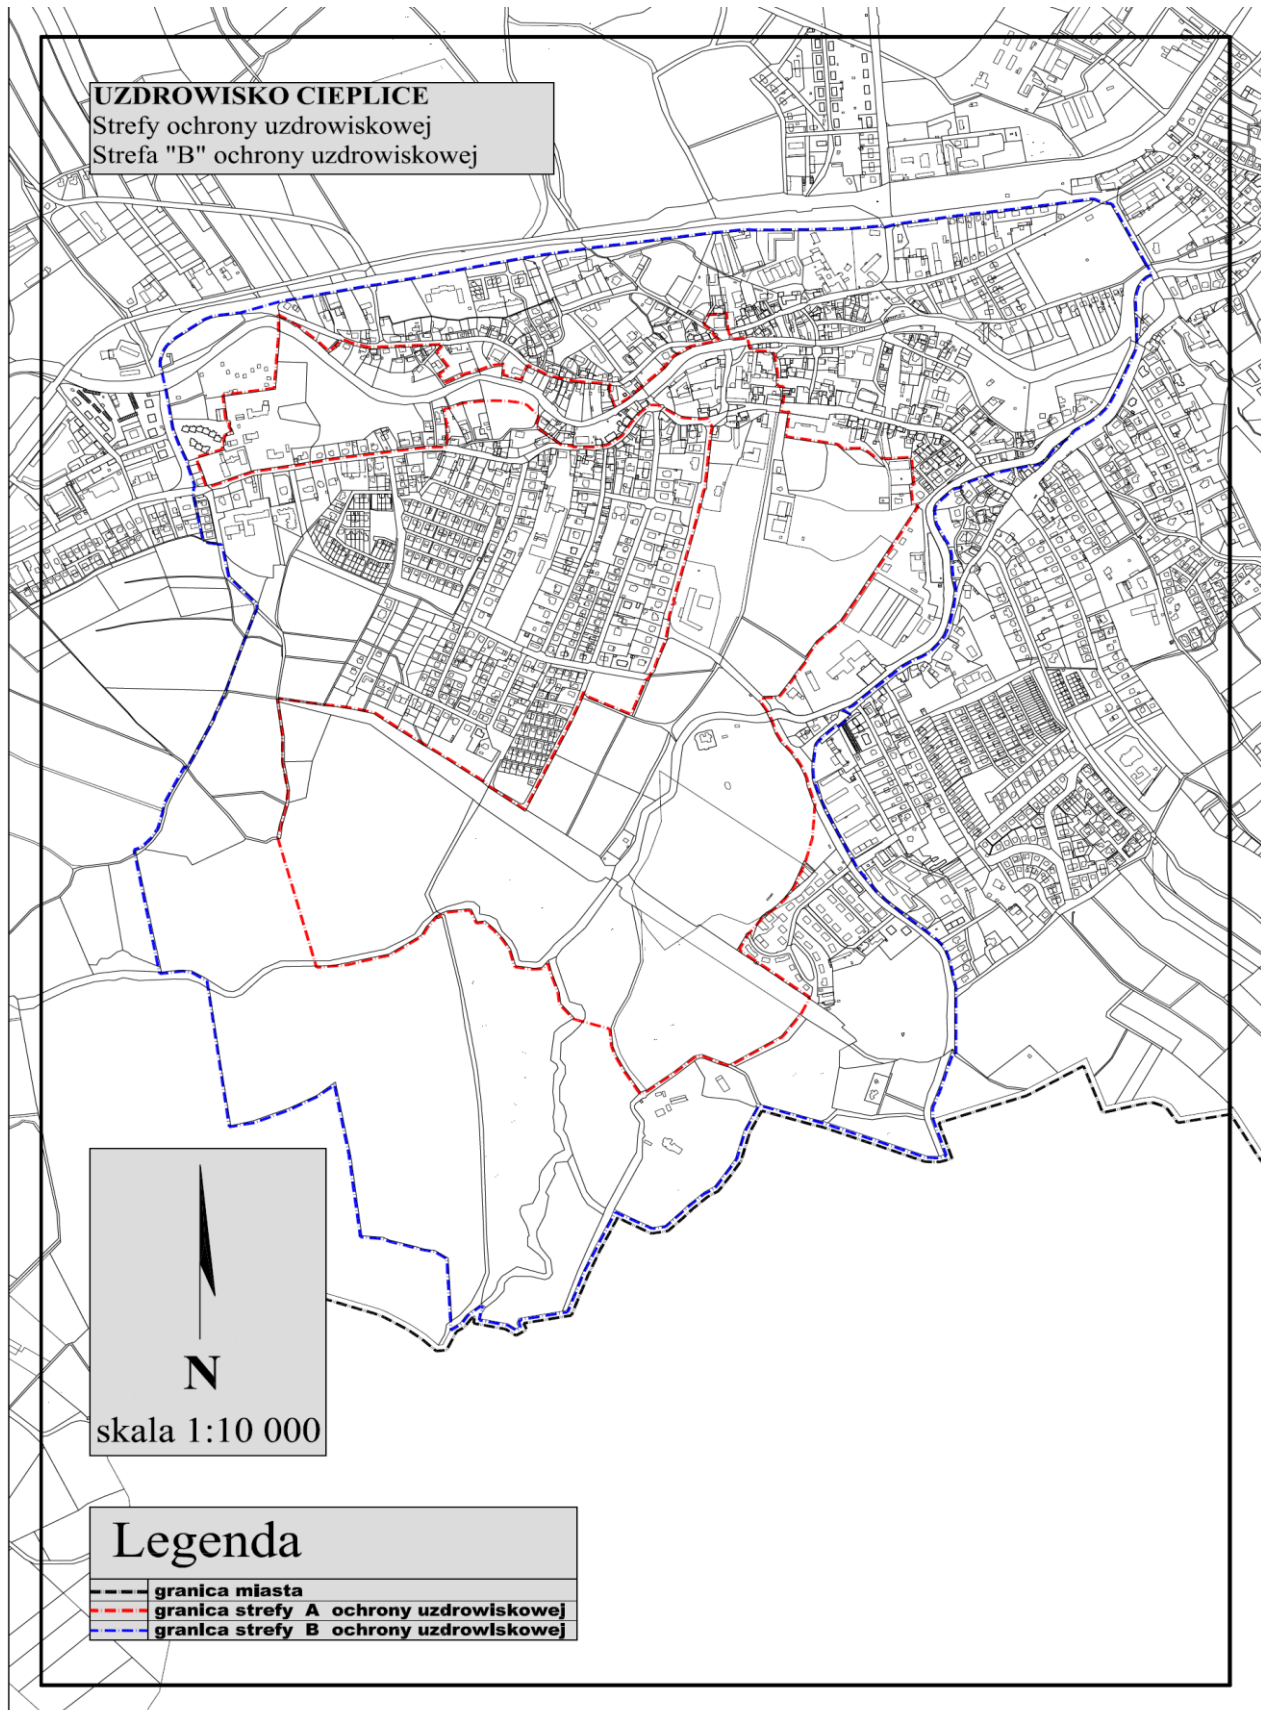 UZDROWISKO CIEPLICE
Strefy ochrony uzdrowiskowej
Strefa "B" ochrony uzdrowiskowej
N
skala 1:10 000
Legenda
granica miasta
granica strefy A ochrony uzdrowiskowej
granica strefy B ochrony uzdrowiskowej